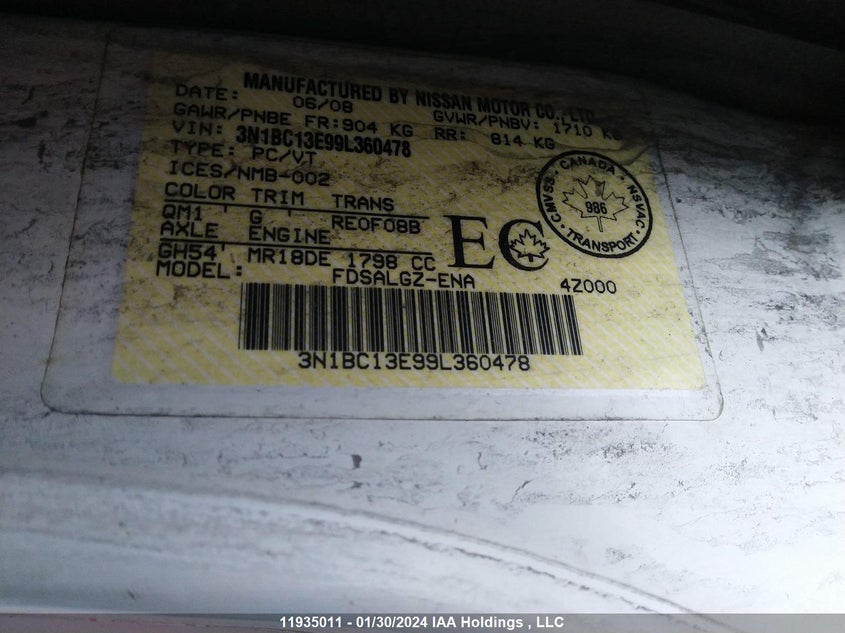 MANUFACTURED BY NISSAN MOTOR CO.,LTD
DATE: 06/08 GVWR/PNBV: 1710 KG
GAWR/PNBE FR:904 KG RR: 814 KG
VIN: 3N1BC13E99L360478
TYPE: PC/VT
ICES/NMB-002
COLOR TRIM TRANS
QM1 G RE0F08B
AXLE ENGINE
GH54 MR18DE 1798 CC
MODEL: FDSALGZ-ENA 4Z000
EC
CMVSS · CANADA · NSVAC · TRANSPORT ·
986
3N1BC13E99L360478
11935011 - 01/30/2024 IAA Holdings , LLC